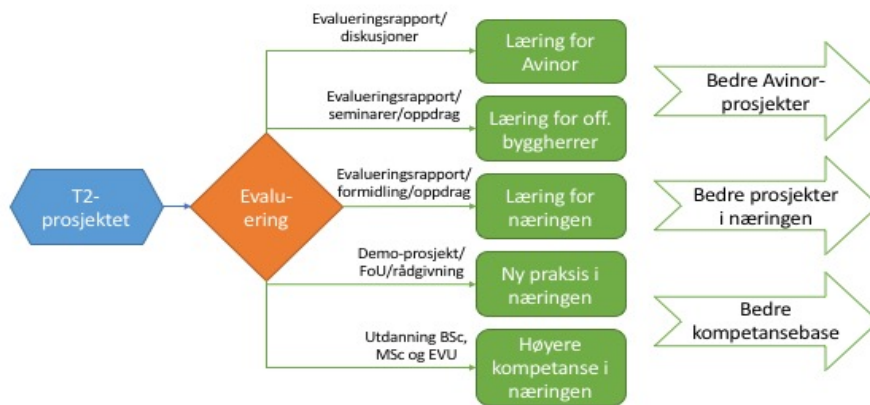 Evalueringsrapport/
diskusjoner
Læring for
Avinor
Bedre Avinor-
prosjekter
Evalueringsrapport/
seminarer/oppdrag
Læring for off.
byggherrer
T2-
prosjektet
Evalu-
ering
Evalueringsrapport/
formidling/oppdrag
Læring for
næringen
Bedre prosjekter
i næringen
Demo-prosjekt/
FoU/rådgivning
Ny praksis i
næringen
Bedre
kompetansebase
Utdanning BSc,
MSc og EVU
Høyere
kompetanse i
næringen